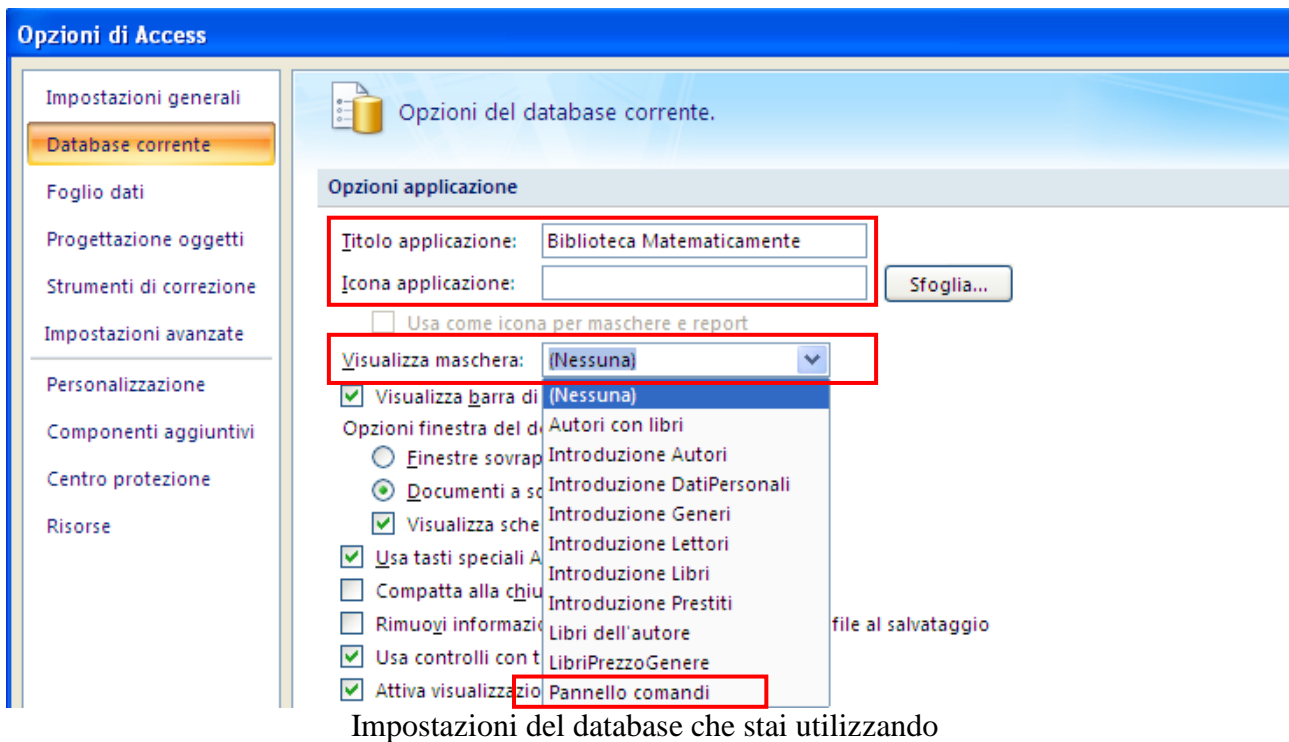 Opzioni di Access
Impostazioni generali
Database corrente
Foglio dati
Progettazione oggetti
Strumenti di correzione
Impostazioni avanzate
Personalizzazione
Componenti aggiuntivi
Centro protezione
Risorse
Opzioni del database corrente.
Opzioni applicazione
Titolo applicazione: Biblioteca Matematicamente
Icona applicazione: Sfoglia...
Usa come icona per maschere e report
Visualizza maschera: (Nessuna)
Visualizza barra di
Opzioni finestra del d
Finestre sovrap
Documenti a sc
Visualizza sche
Usa tasti speciali A
Compatta alla chiu
Rimuovi informazio file al salvataggio
Usa controlli con t
Attiva visualizzazio
(Nessuna)
Autori con libri
Introduzione Autori
Introduzione DatiPersonali
Introduzione Generi
Introduzione Lettori
Introduzione Libri
Introduzione Prestiti
Libri dell'autore
LibriPrezzoGenere
Pannello comandi
Impostazioni del database che stai utilizzando